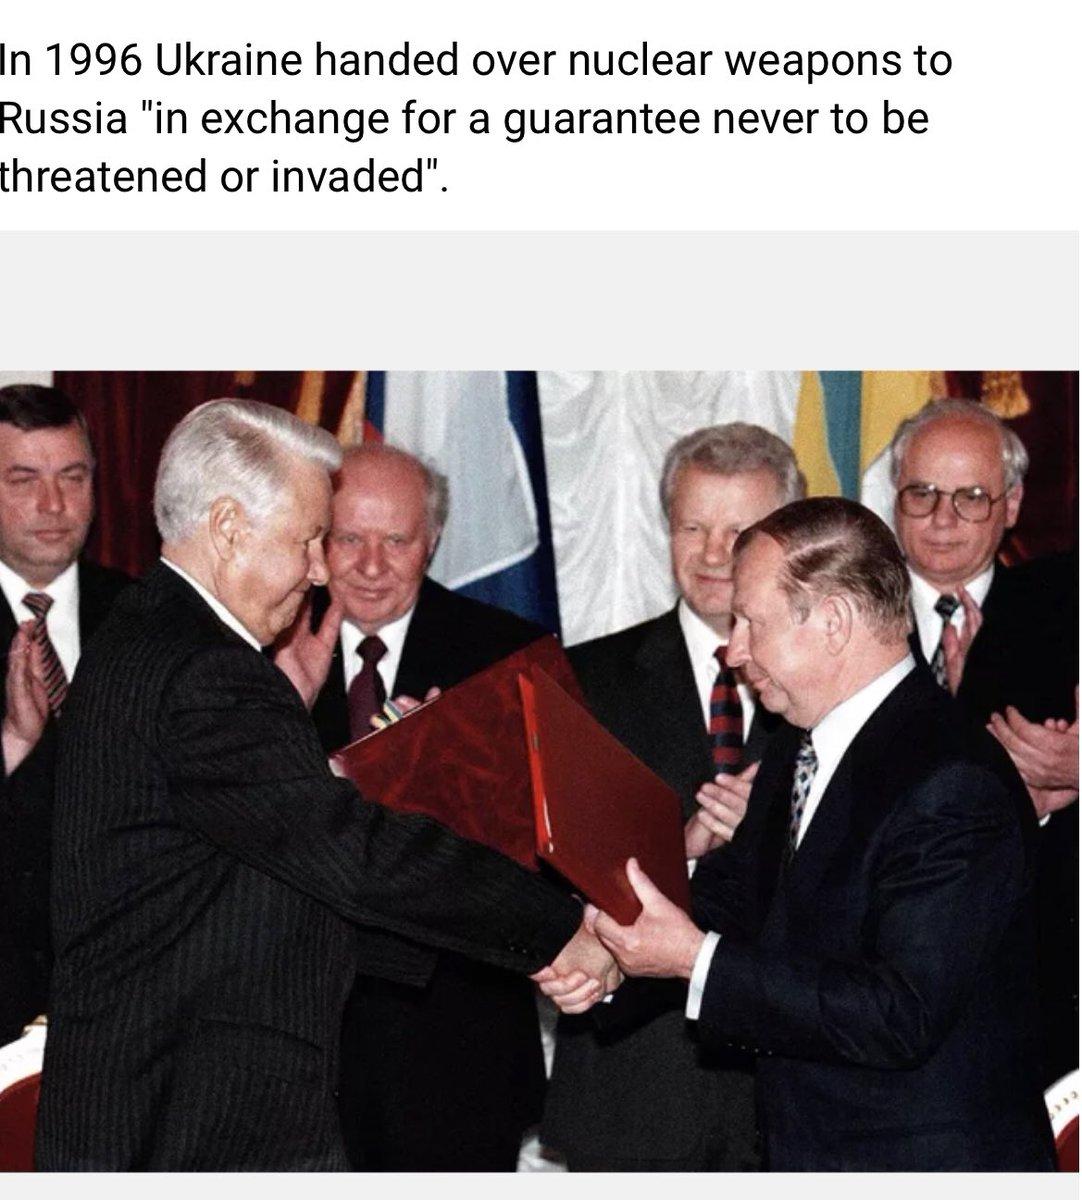 In 1996 Ukraine handed over nuclear weapons to
Russia "in exchange for a guarantee never to be
threatened or invaded".